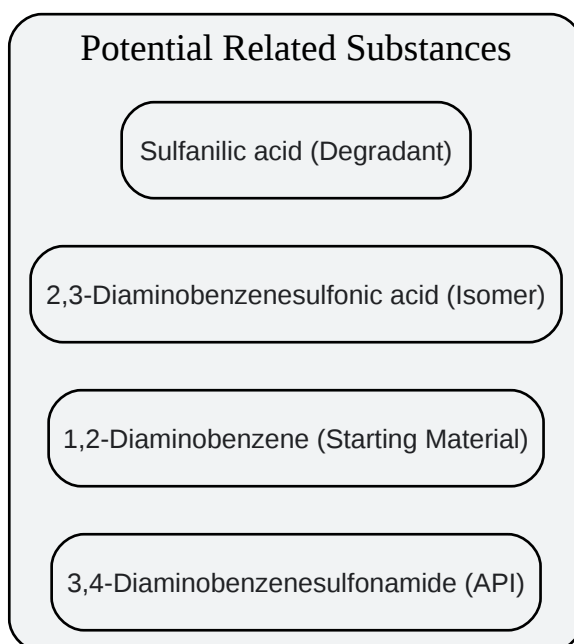 Potential Related Substances
Sulfanilic acid (Degradant)
2,3-Diaminobenzenesulfonic acid (Isomer)
1,2-Diaminobenzene (Starting Material)
3,4-Diaminobenzenesulfonamide (API)